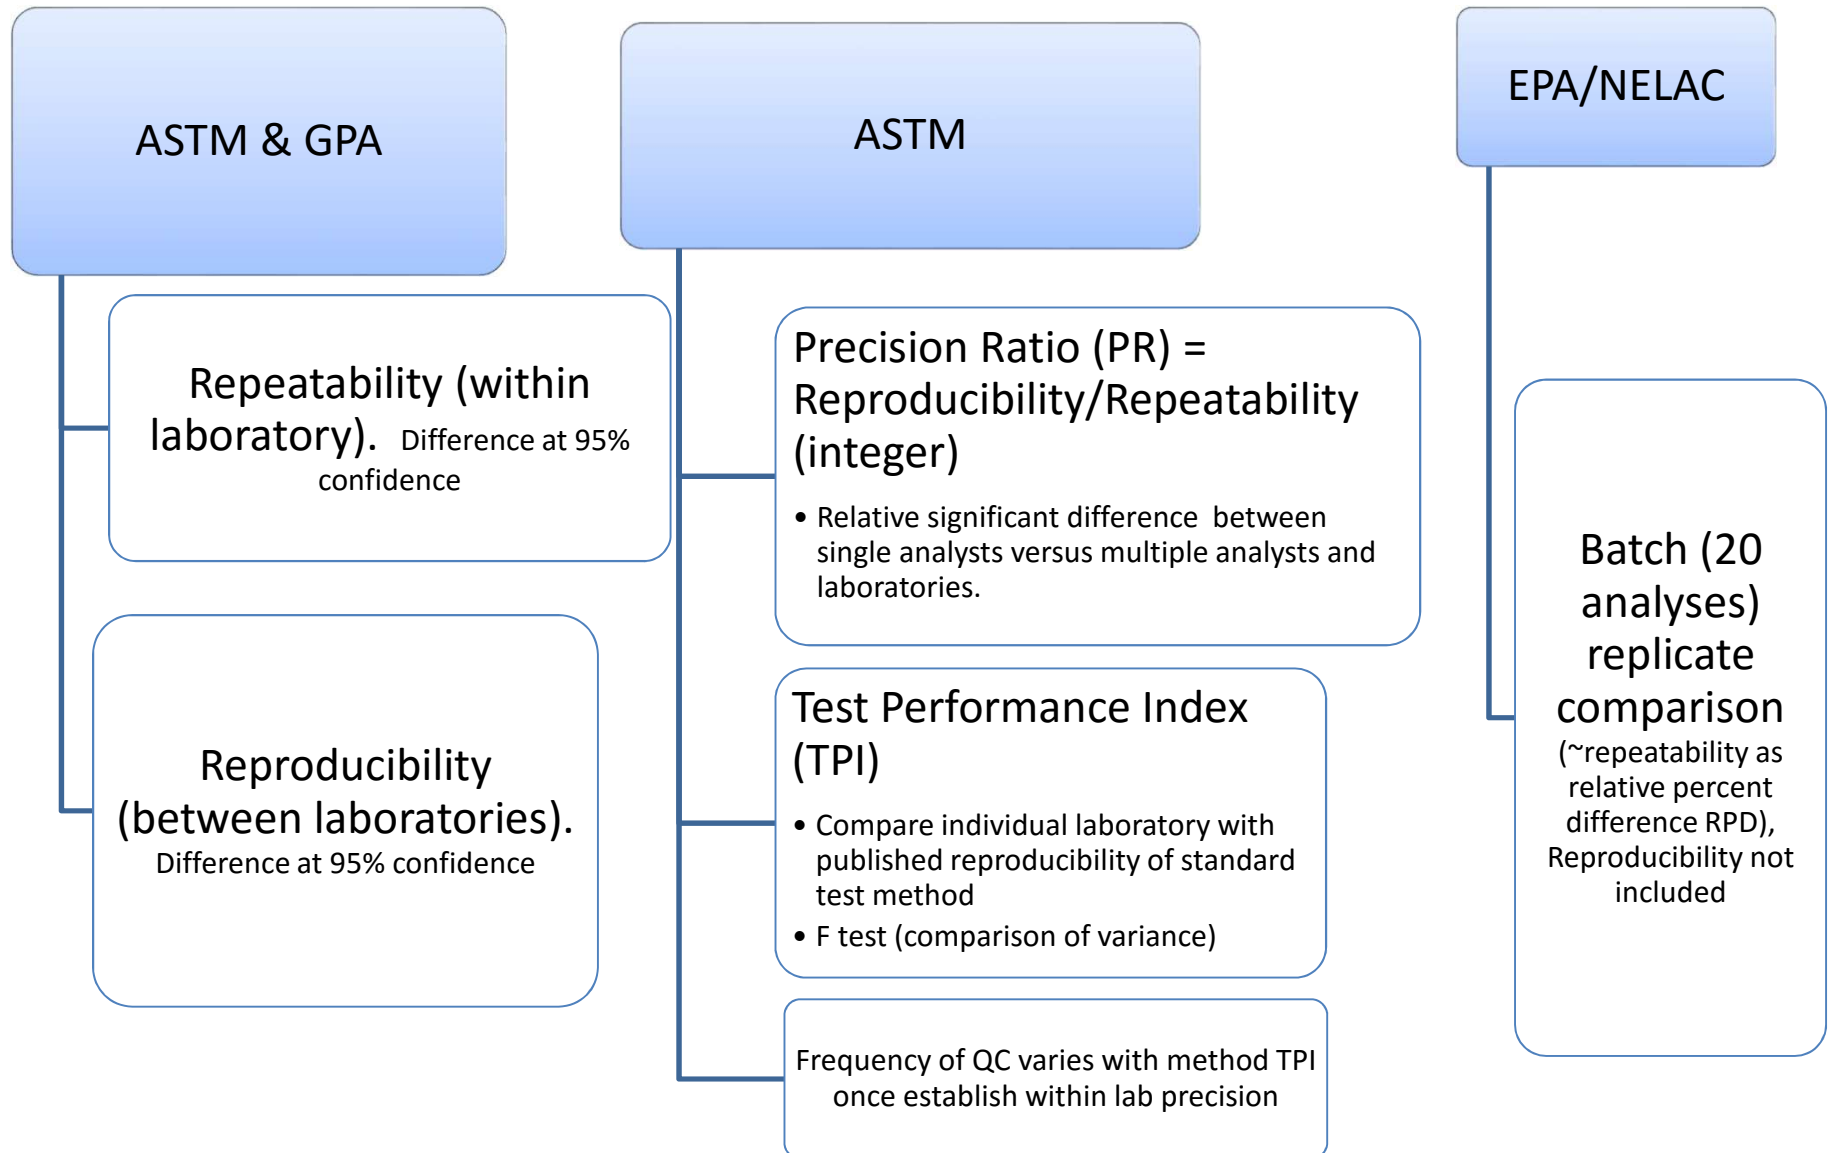 ASTM & GPA
Repeatability (within
laboratory). Difference at 95%
confidence
Reproducibility
(between laboratories).
Difference at 95% confidence
ASTM
Precision Ratio (PR) =
Reproducibility/Repeatability
(integer)
• Relative significant difference between
single analysts versus multiple analysts and
laboratories.
Test Performance Index
(TPI)
• Compare individual laboratory with
published reproducibility of standard
test method
• F test (comparison of variance)
Frequency of QC varies with method TPI
once establish within lab precision
EPA/NELAC
Batch (20
analyses)
replicate
comparison
(~repeatability as
relative percent
difference RPD),
Reproducibility not
included